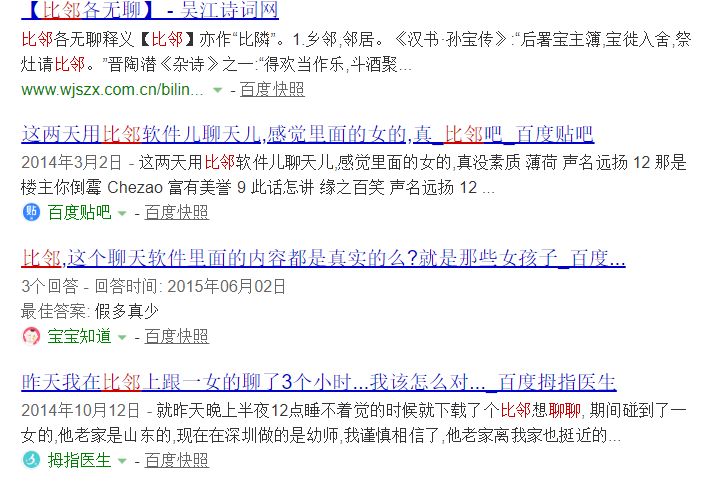 【比邻各无聊】 - 吴江诗词网
比邻各无聊释义【比邻】亦作“比隣”。1.乡邻,邻居。《汉书·孙宝传》:“后署宝主薄,宝徙入舍,祭
灶请比邻。”晋陶潜《杂诗》之一:“得欢当作乐,斗酒聚...
www.wjszx.com.cn/bilin... - 百度快照
这两天用比邻软件儿聊天儿,感觉里面的女的,真_比邻吧_百度贴吧
2014年3月2日 - 这两天用比邻软件儿聊天儿,感觉里面的女的,真没素质 薄荷 声名远扬 12 那是
楼主你倒霉 Chezao 富有美誉 9 此话怎讲 缘之百笑 声名远扬 12 ...
贴 百度贴吧 - 百度快照
比邻,这个聊天软件里面的内容都是真实的么?就是那些女孩子_百度...
3个回答 - 回答时间: 2015年06月02日
最佳答案: 假多真少
宝宝知道 - 百度快照
昨天我在比邻上跟一女的聊了3个小时...我该怎么对..._百度拇指医生
2014年10月12日 - 就昨天晚上半夜12点睡不着觉的时候就下载了个比邻想聊聊, 期间碰到了一
女的,他老家是山东的,现在在深圳做的是幼师,我谨慎相信了,他老家离我家也挺近的...
拇指医生 - 百度快照